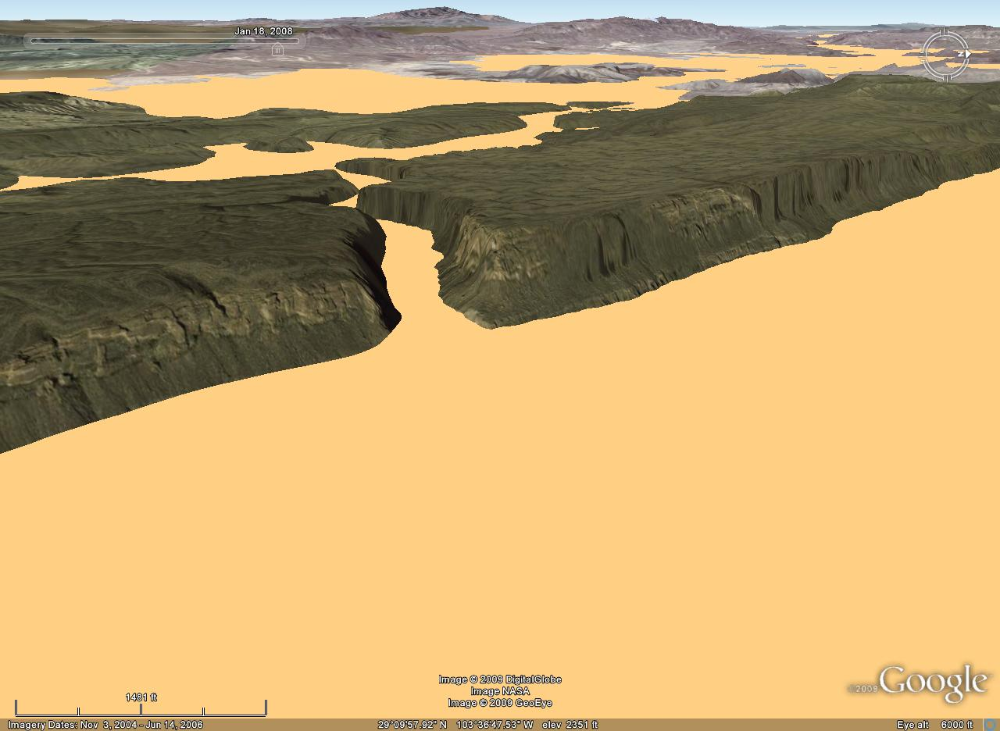 Jan 18, 2008
N
1481 ft
Image © 2009 DigitalGlobe
Image NASA
Image © 2009 GeoEye
©2009 Google
Imagery Dates: Nov 3, 2004 - Jun 14, 2006
29°09'57.92" N 103°36'47.53" W elev 2351 ft
Eye alt 6000 ft